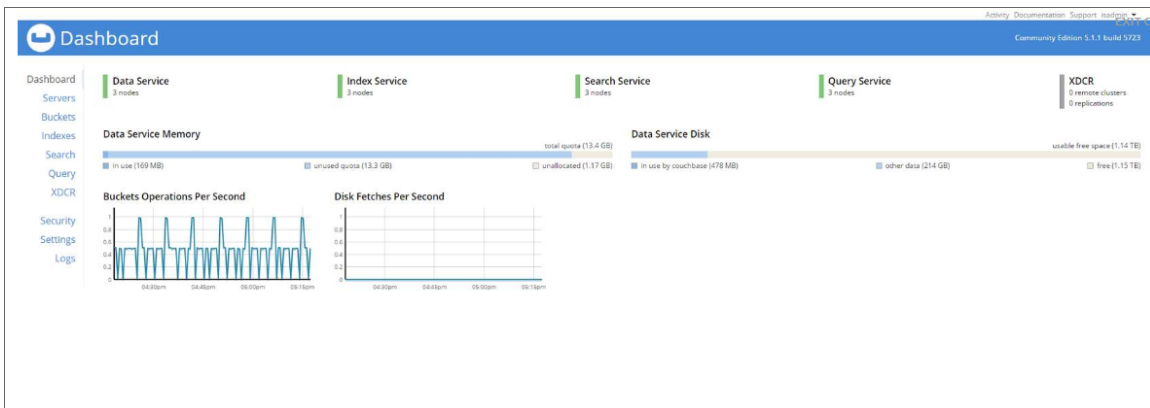 Activity Documentation Support
EXIT
Dashboard
Community Edition 5.1.1 build 5723
Dashboard
Servers
Buckets
Indexes
Search
Query
XDCR
Security
Settings
Logs
Data Service
3 nodes
Index Service
3 nodes
Search Service
3 nodes
Query Service
3 nodes
XDCR
0 remote clusters
0 replications
Data Service Memory
total quota (13.4 GB)
in use (169 MB)
unused quota (13.3 GB)
unallocated (1.17 GB)
Data Service Disk
usable free space (1.14 TB)
in use by couchbase (478 MB)
other data (214 GB)
free (1.15 TB)
Buckets Operations Per Second
1
0.8
0.6
0.4
0.2
0
04:30pm 04:45pm 05:00pm 05:15pm
Disk Fetches Per Second
1
0.8
0.6
0.4
0.2
0
04:30pm 04:45pm 05:00pm 05:15pm